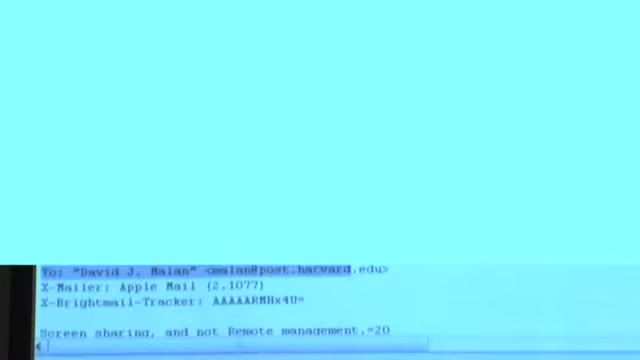 To: "David J. Malan" <malan@post.harvard.edu>
X-Mailer: Apple Mail (2.1077)
X-Brightmail-Tracker: AAAAARMHx4U=
Screen sharing, and not Remote management.=20